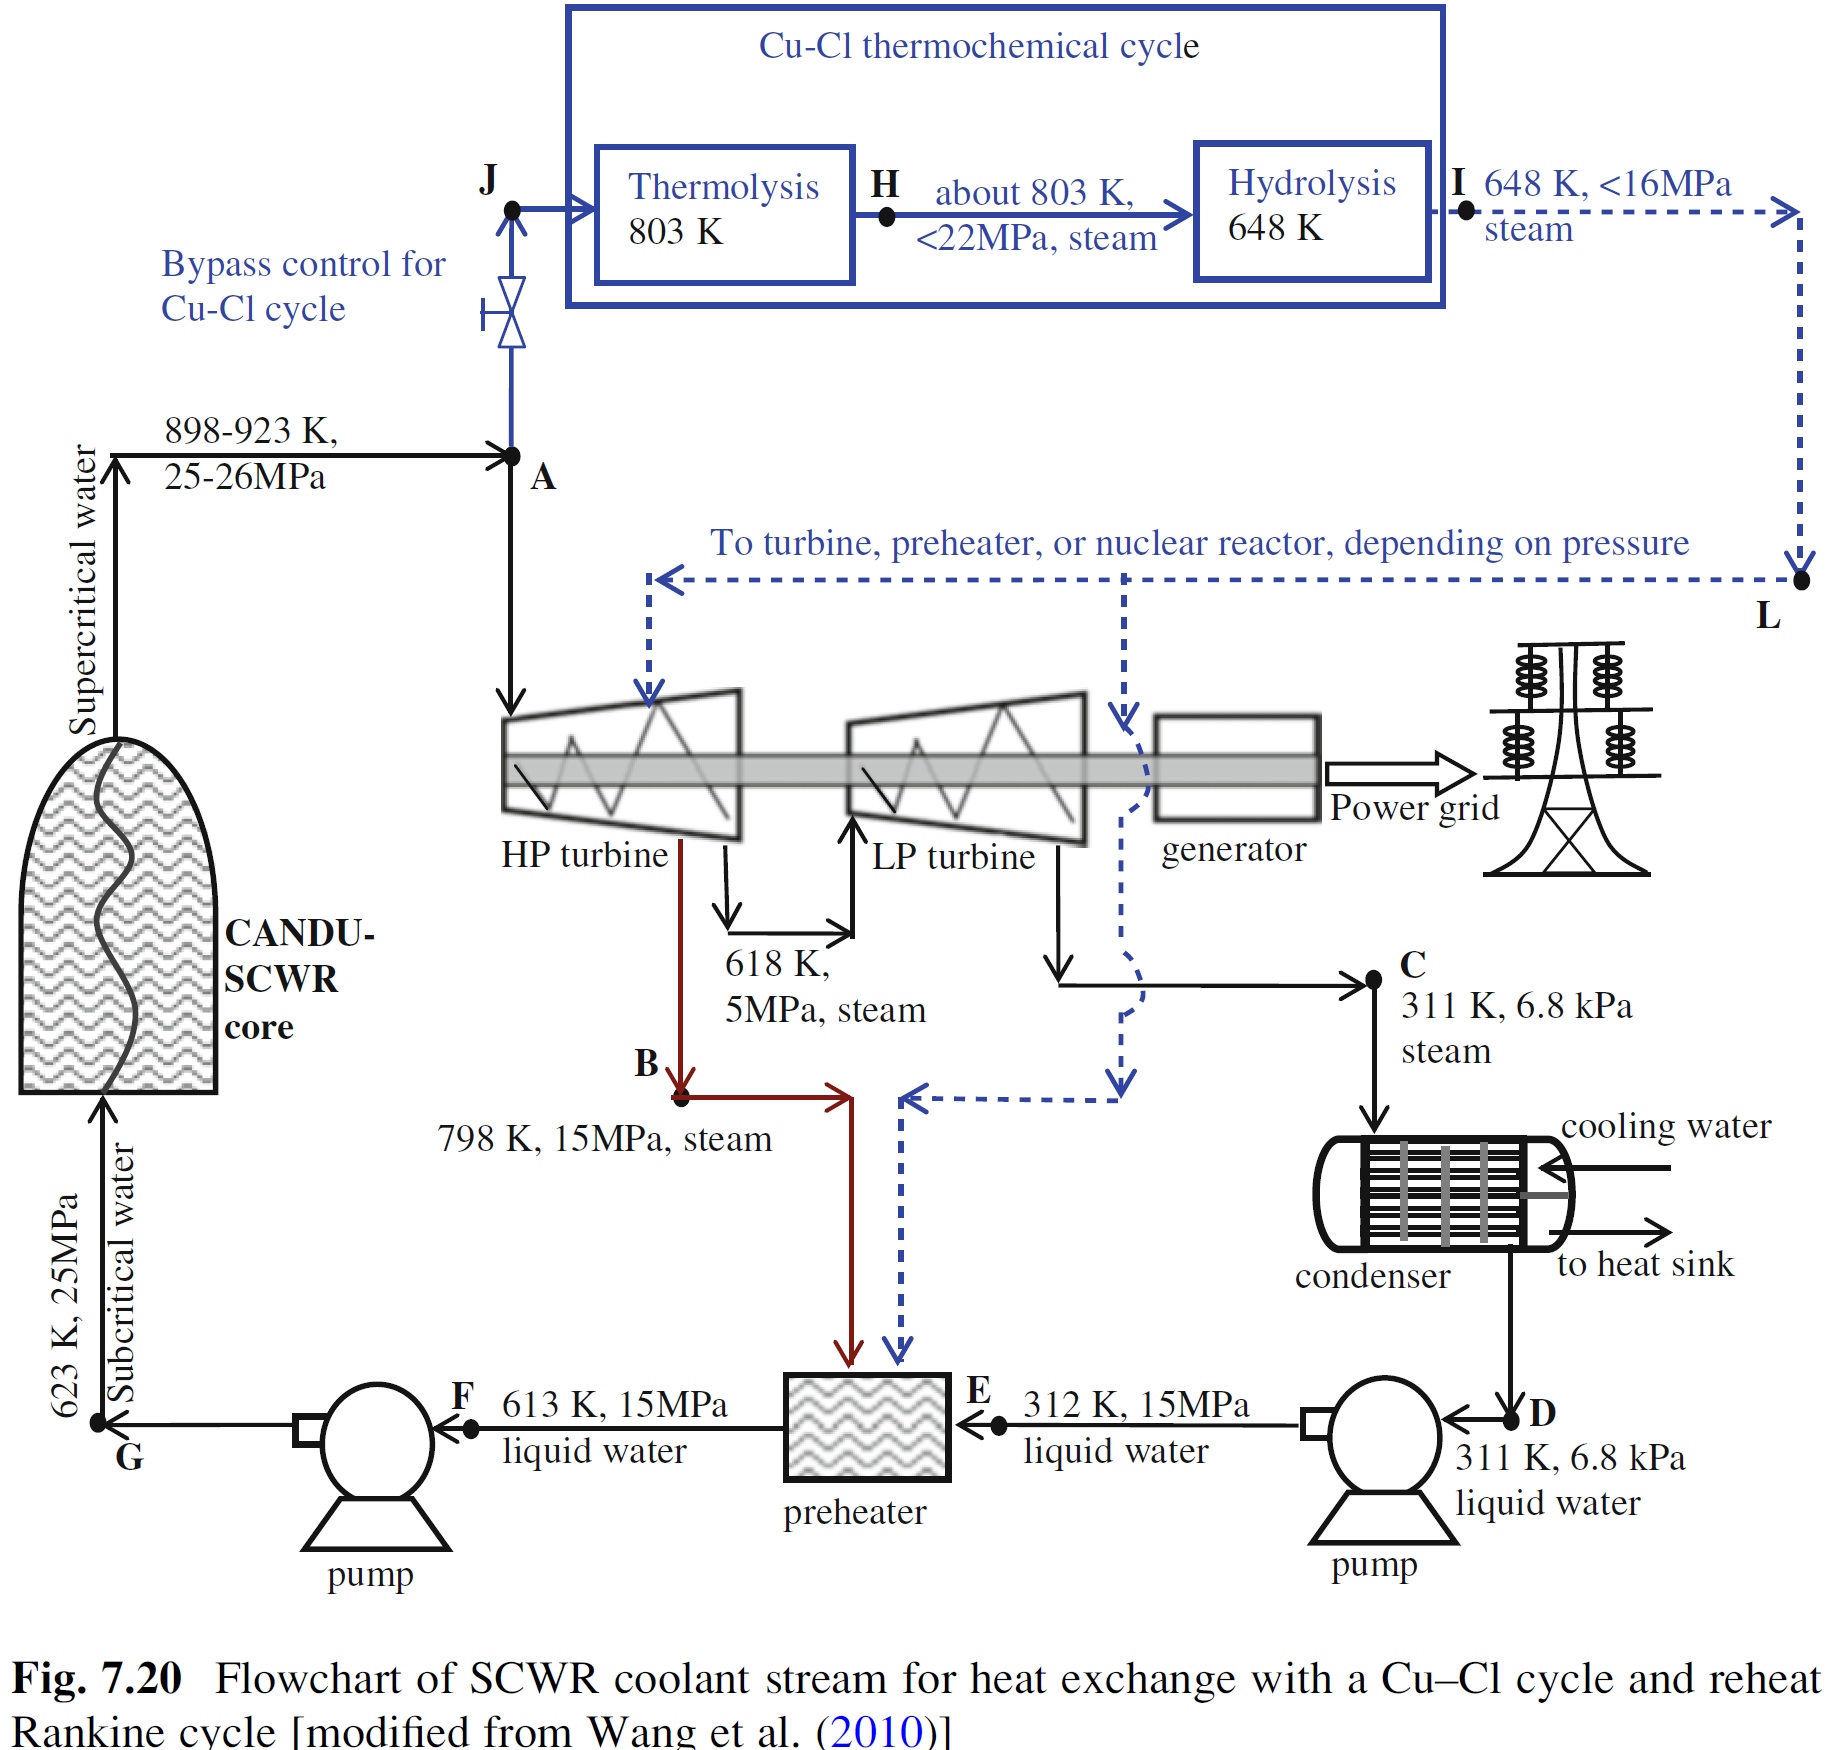 Cu-Cl thermochemical cycle
J
Thermolysis
803 K
H
about 803 K,
<22MPa, steam
Hydrolysis
648 K
I
648 K, <16MPa
steam
Bypass control for
Cu-Cl cycle
898-923 K,
25-26MPa
A
Supercritical water
To turbine, preheater, or nuclear reactor, depending on pressure
L
HP turbine
LP turbine
generator
Power grid
CANDU-
SCWR
core
618 K,
5MPa, steam
C
311 K, 6.8 kPa
steam
B
798 K, 15MPa, steam
cooling water
to heat sink
condenser
623 K, 25MPa
Subcritical water
G
F
613 K, 15MPa
liquid water
E
312 K, 15MPa
liquid water
D
311 K, 6.8 kPa
liquid water
preheater
pump
pump
Fig. 7.20 Flowchart of SCWR coolant stream for heat exchange with a Cu–Cl cycle and reheat
Rankine cycle [modified from Wang et al. (2010)]